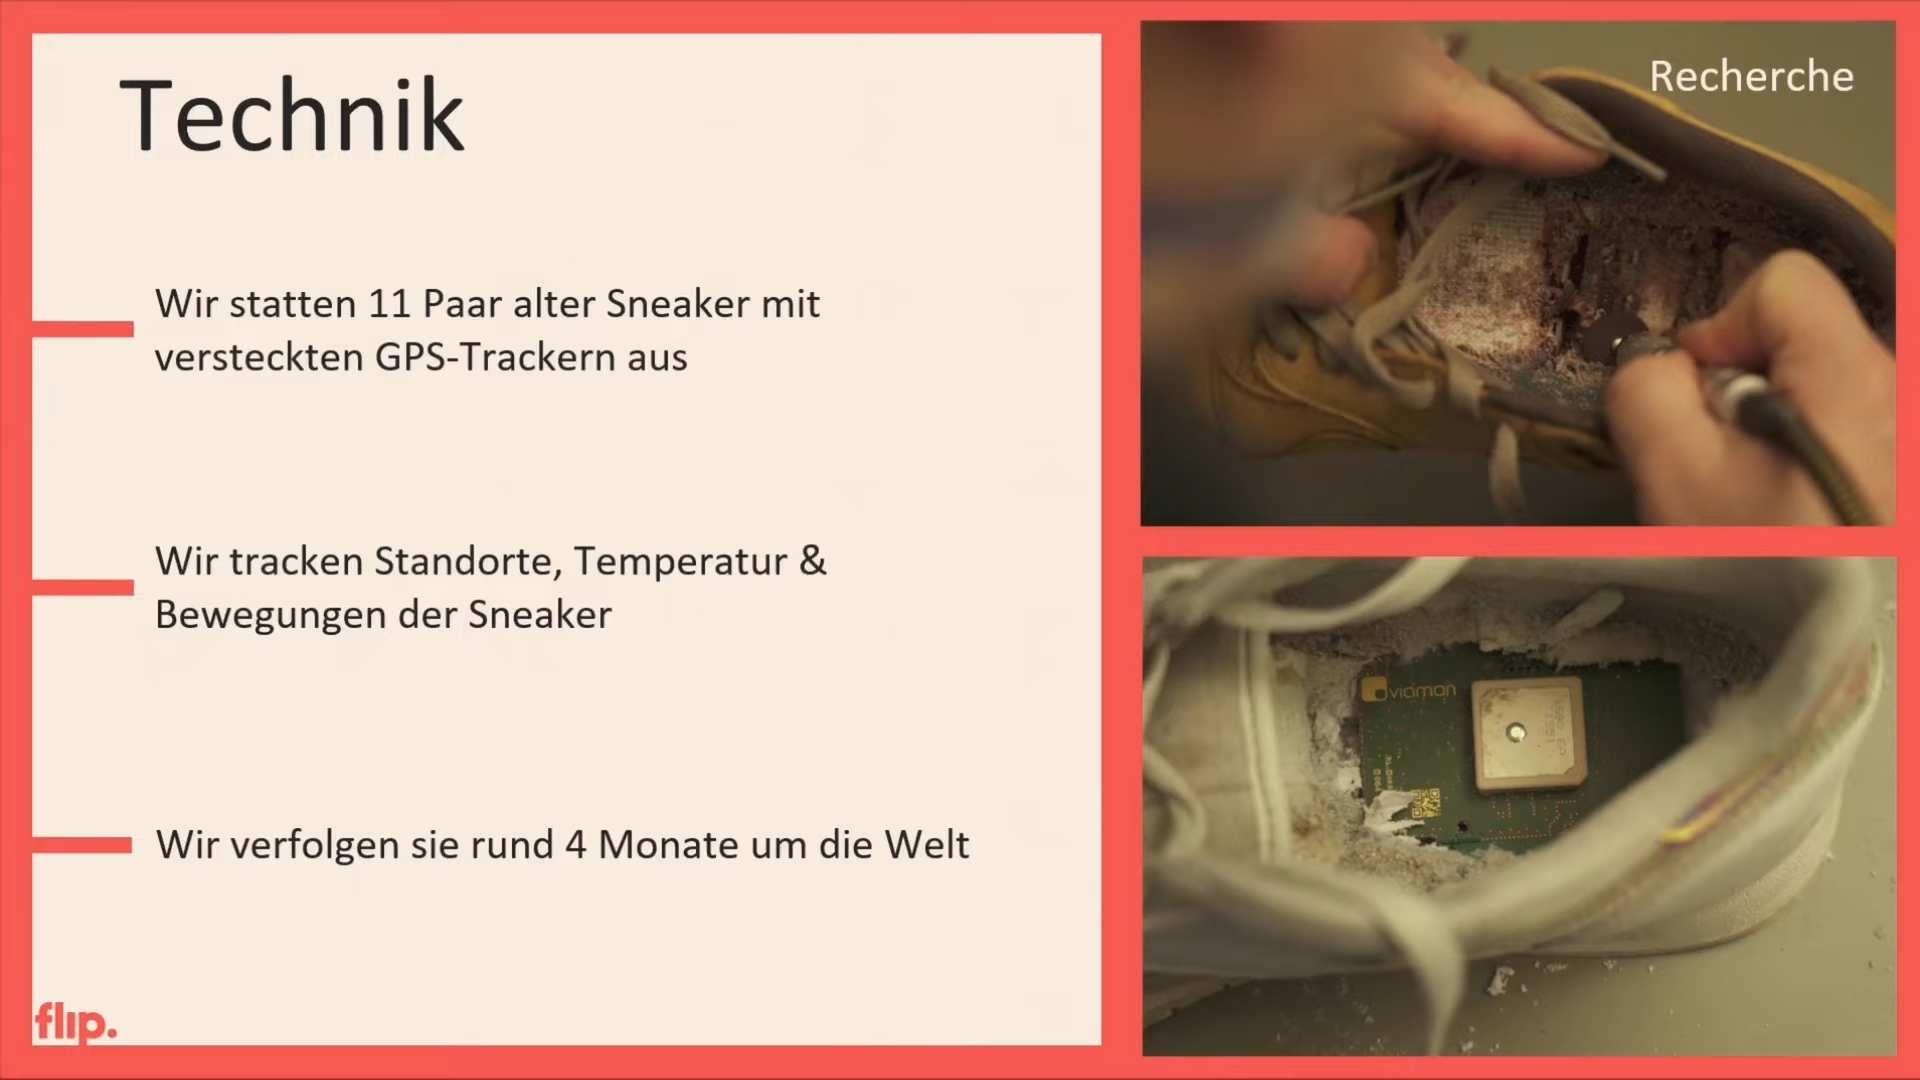 Technik
Recherche
Wir statten 11 Paar alter Sneaker mit
versteckten GPS-Trackern aus
Wir tracken Standorte, Temperatur &
Bewegungen der Sneaker
Wir verfolgen sie rund 4 Monate um die Welt
viamon
flip.